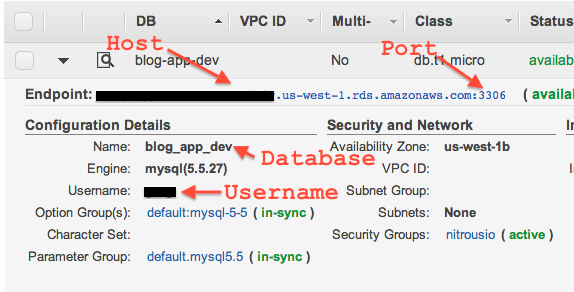 DB VPC ID Multi- Class Status
Host Port
blog-app-dev No db.t1.micro availab
Endpoint: .us-west-1.rds.amazonaws.com:3306 ( availa
Configuration Details Security and Network In
Name: blog_app_dev Database Availability Zone: us-west-1b
Engine: mysql(5.5.27) VPC ID: I
Username: Username Subnet Group:
Option Group(s): default:mysql-5-5 ( in-sync ) Subnets: None
Character Set: Security Groups: nitrousio ( active )
Parameter Group: default.mysql5.5 ( in-sync )